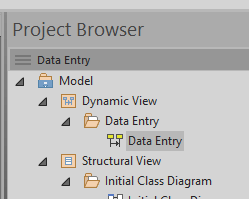 Project Browser
Data Entry
Model
Dynamic View
Data Entry
Data Entry
Structural View
Initial Class Diagram